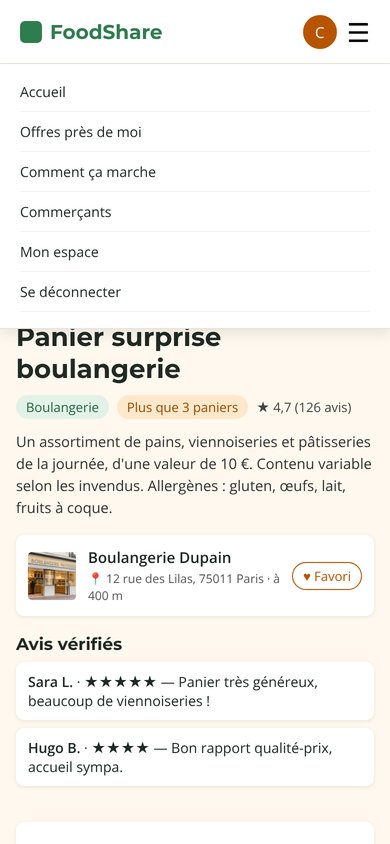 FoodShare
C
Accueil
Offres près de moi
Comment ça marche
Commerçants
Mon espace
Se déconnecter
Panier surprise
boulangerie
Boulangerie
Plus que 3 paniers
★ 4,7 (126 avis)
Un assortiment de pains, viennoiseries et pâtisseries
de la journée, d'une valeur de 10 €. Contenu variable
selon les invendus. Allergènes : gluten, œufs, lait,
fruits à coque.
Boulangerie Dupain
📍 12 rue des Lilas, 75011 Paris · à
400 m
♥ Favori
Avis vérifiés
Sara L. · ★★★★★ — Panier très généreux,
beaucoup de viennoiseries !
Hugo B. · ★★★★ — Bon rapport qualité-prix,
accueil sympa.